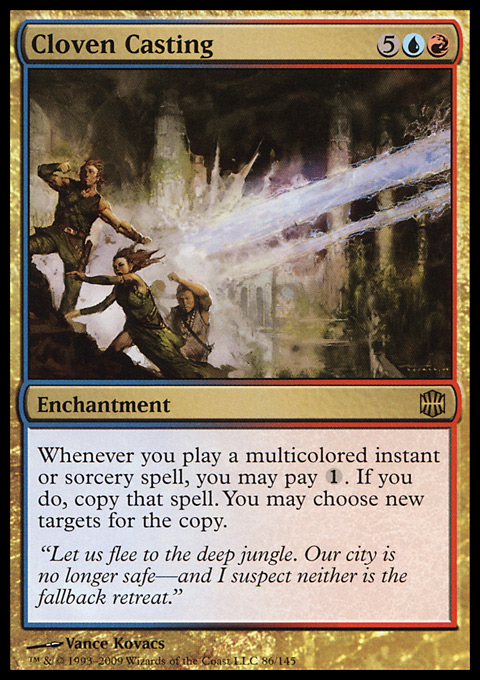 Cloven Casting 5
Enchantment
Whenever you play a multicolored instant
or sorcery spell, you may pay 1. If you
do, copy that spell. You may choose new
targets for the copy.
“Let us flee to the deep jungle. Our city is
no longer safe—and I suspect neither is the
fallback retreat.”
Vance Kovacs
™ & © 1993–2009 Wizards of the Coast LLC 86/145